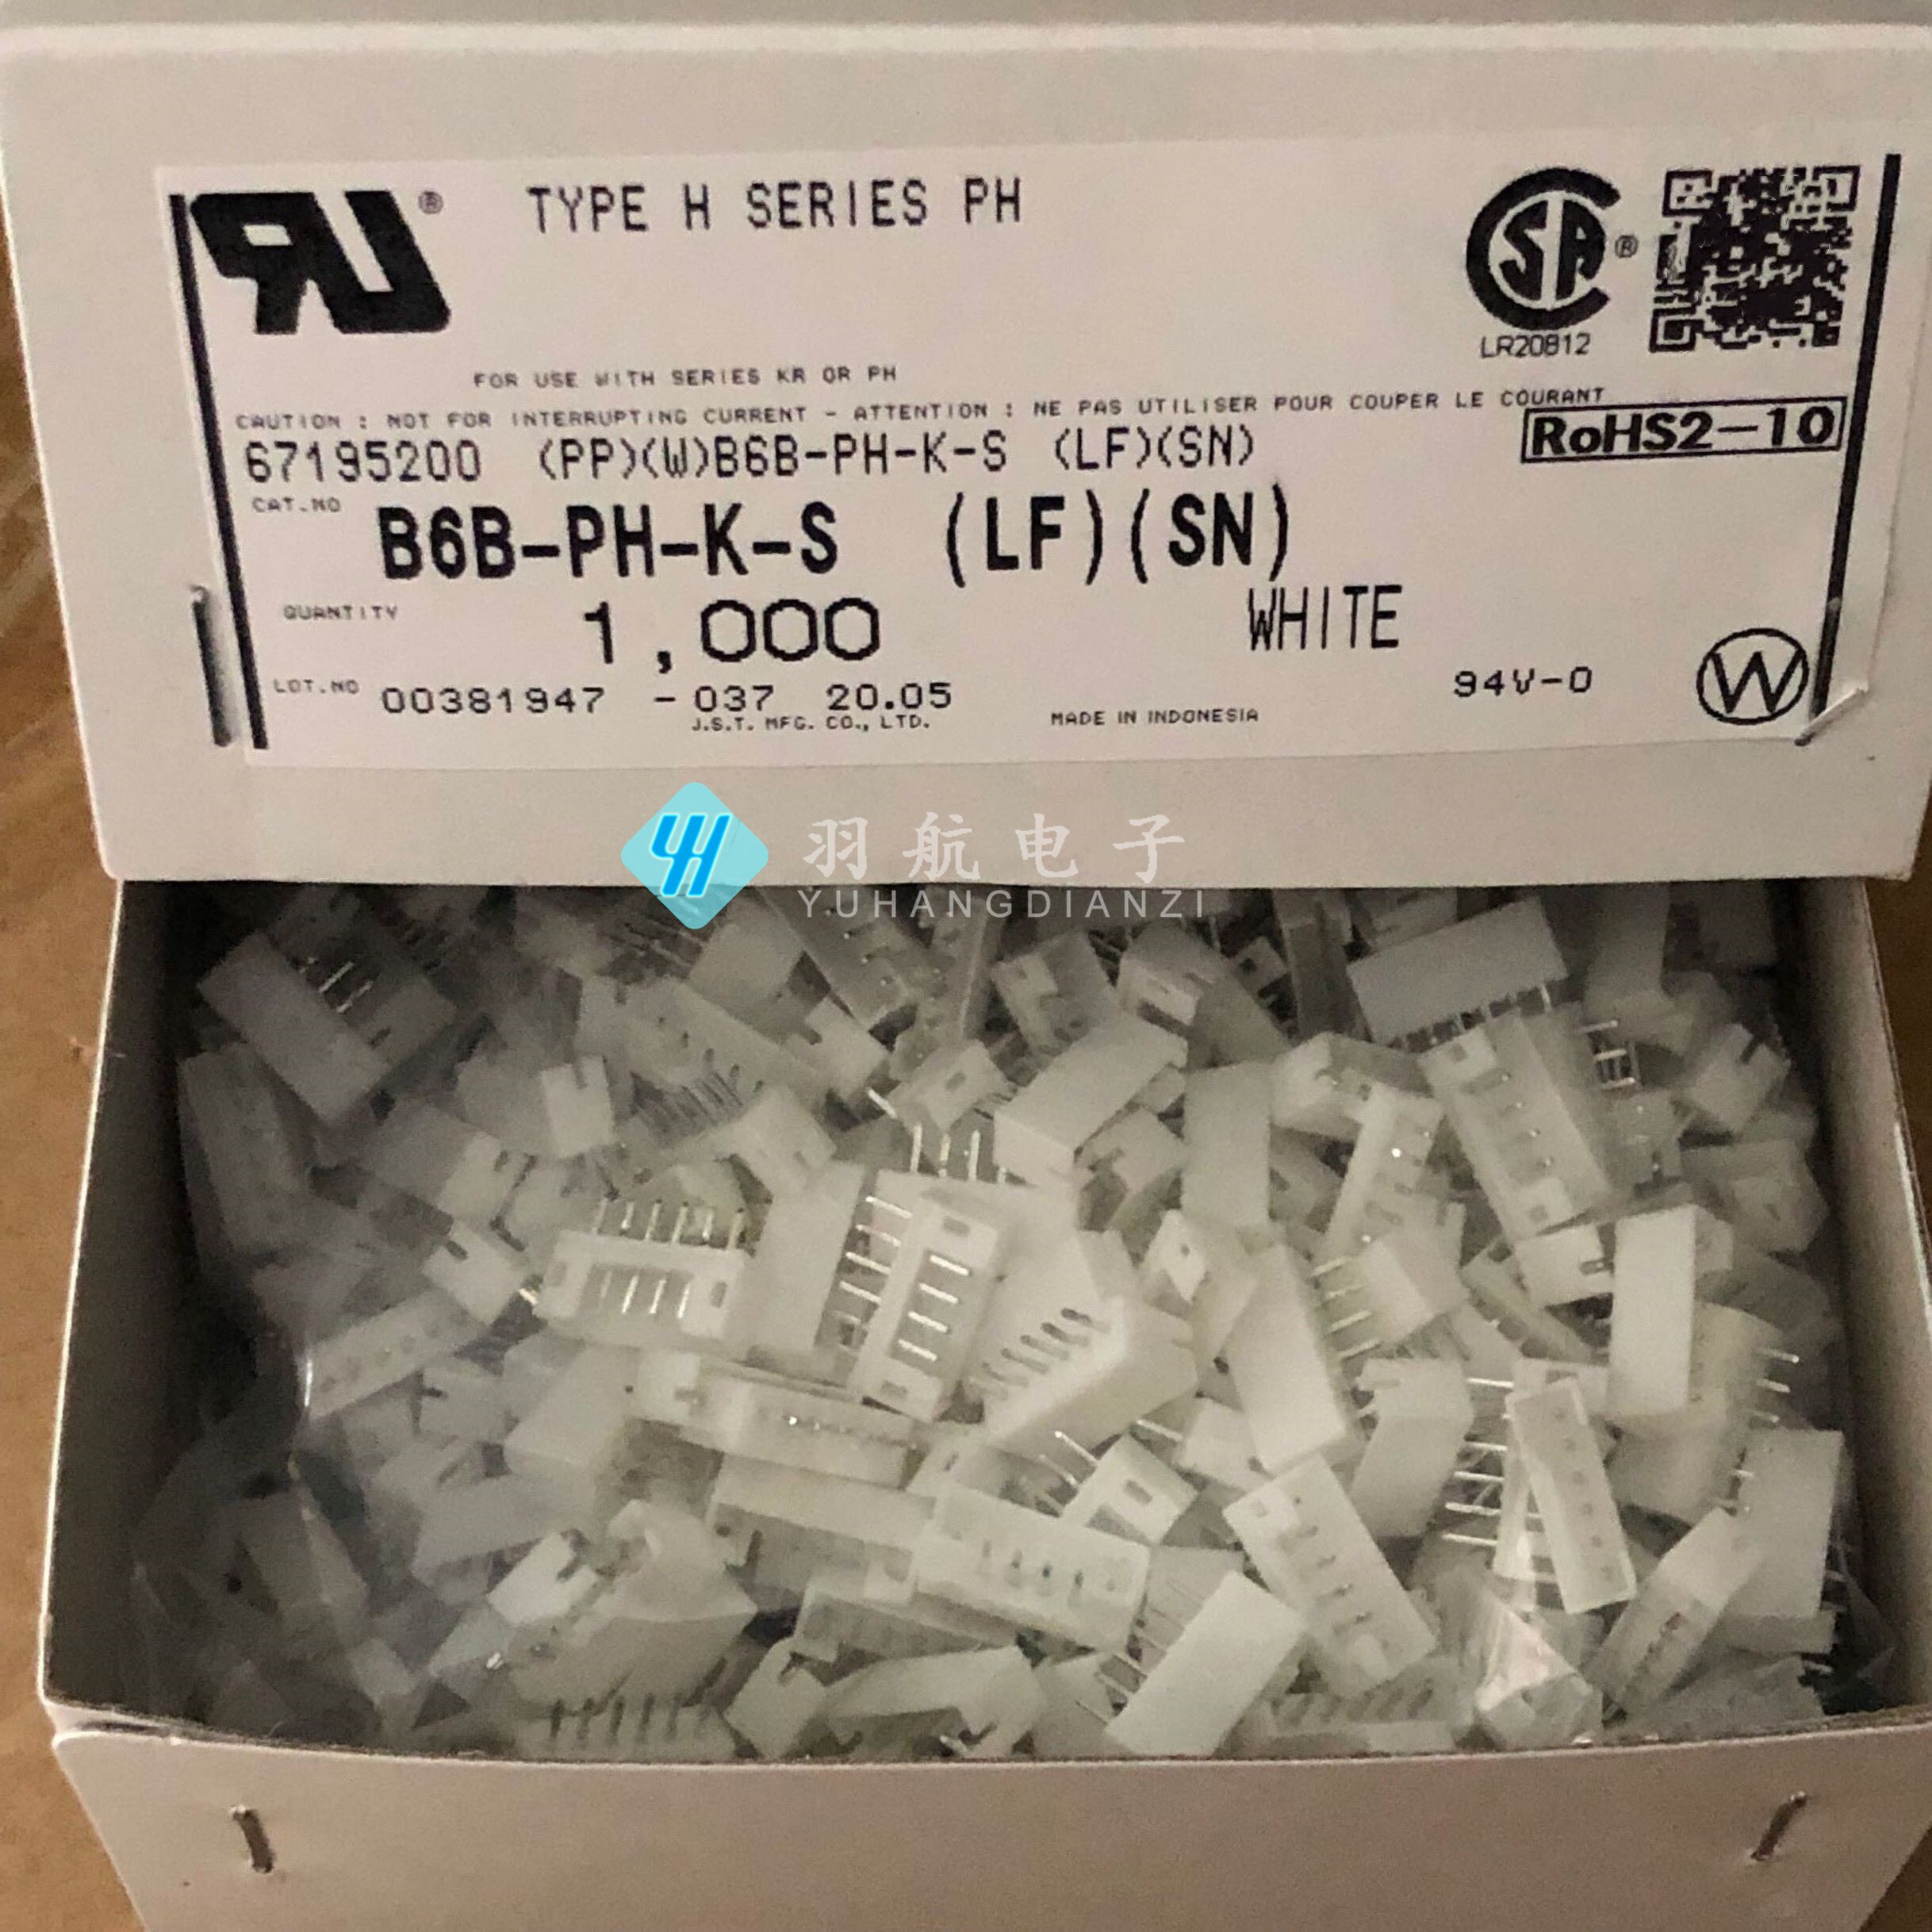 RU® TYPE H SERIES PH
CSA®
LR20812
FOR USE WITH SERIES KR OR PH
CAUTION : NOT FOR INTERRUPTING CURRENT - ATTENTION : NE PAS UTILISER POUR COUPER LE COURANT
67195200 (PP)(W)B6B-PH-K-S (LF)(SN)
RoHS2-10
CAT.NO B6B-PH-K-S (LF)(SN)
QUANTITY 1,000 WHITE
LOT.NO 00381947 -037 20.05
94V-0 W
J.S.T. MFG. CO., LTD. MADE IN INDONESIA
YH 羽航电子
YUHANGDIANZI